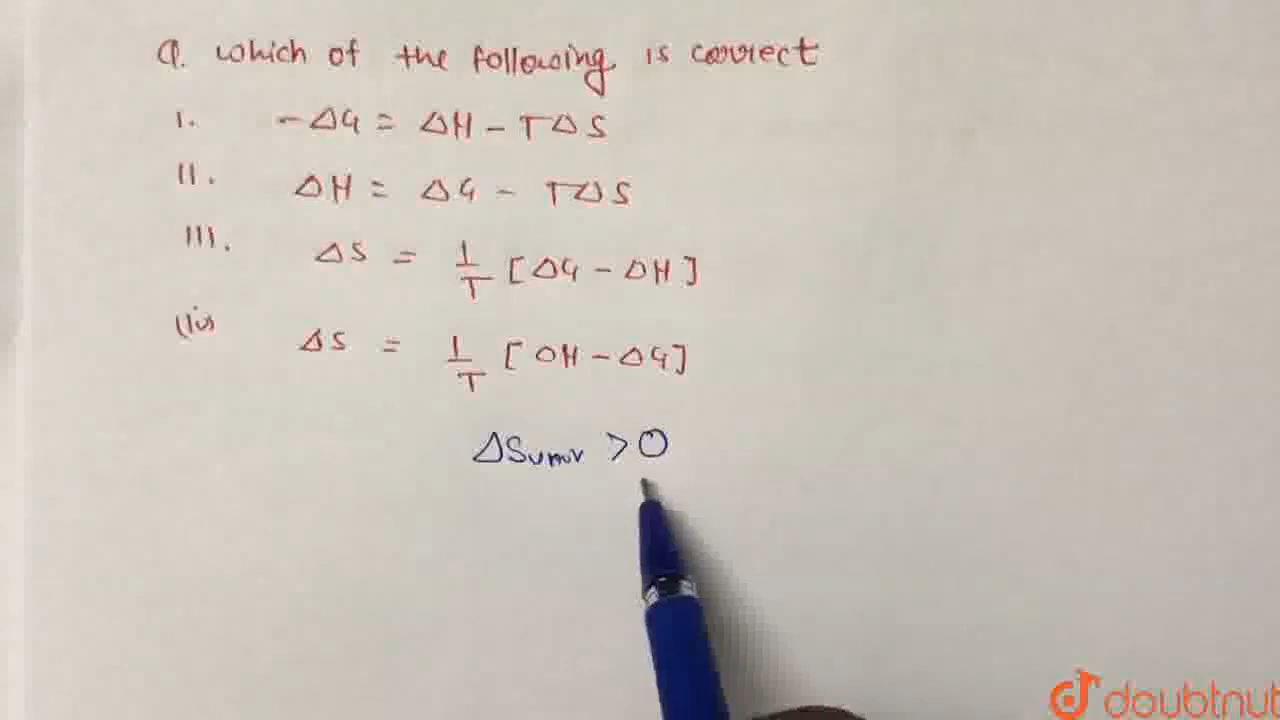 Q. which of the following is correct
I. -ΔG = ΔH - TΔS
II. ΔH = ΔG - TΔS
III. ΔS = 1/T [ΔG - ΔH]
(iv) ΔS = 1/T [ΔH - ΔG]
ΔSuniv > 0
doubtnut